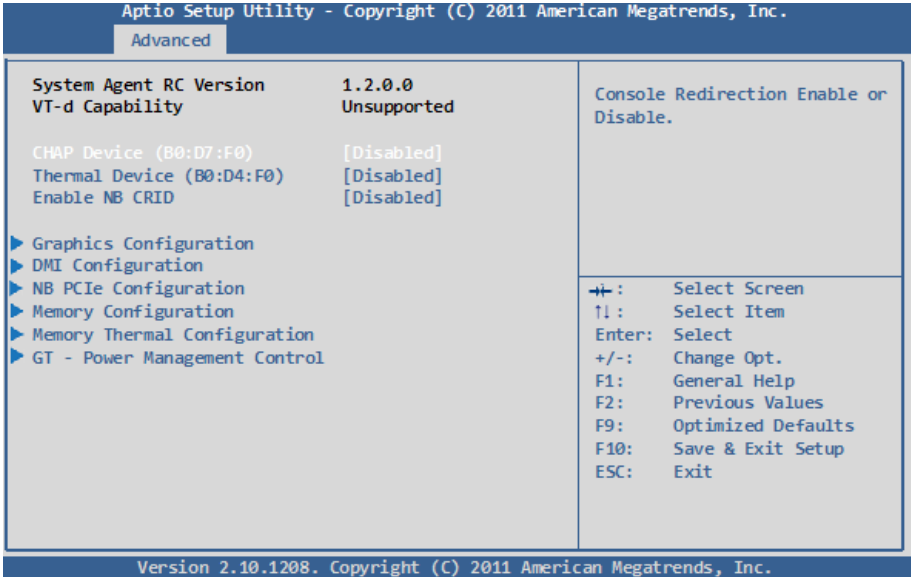 Aptio Setup Utility - Copyright (C) 2011 American Megatrends, Inc.
Advanced
System Agent RC Version 1.2.0.0
VT-d Capability Unsupported
CHAP Device (B0:D7:F0) [Disabled]
Thermal Device (B0:D4:F0) [Disabled]
Enable NB CRID [Disabled]
Graphics Configuration
DMI Configuration
NB PCIe Configuration
Memory Configuration
Memory Thermal Configuration
GT - Power Management Control
Console Redirection Enable or
Disable.
→←: Select Screen
↑↓: Select Item
Enter: Select
+/-: Change Opt.
F1: General Help
F2: Previous Values
F9: Optimized Defaults
F10: Save & Exit Setup
ESC: Exit
Version 2.10.1208. Copyright (C) 2011 American Megatrends, Inc.